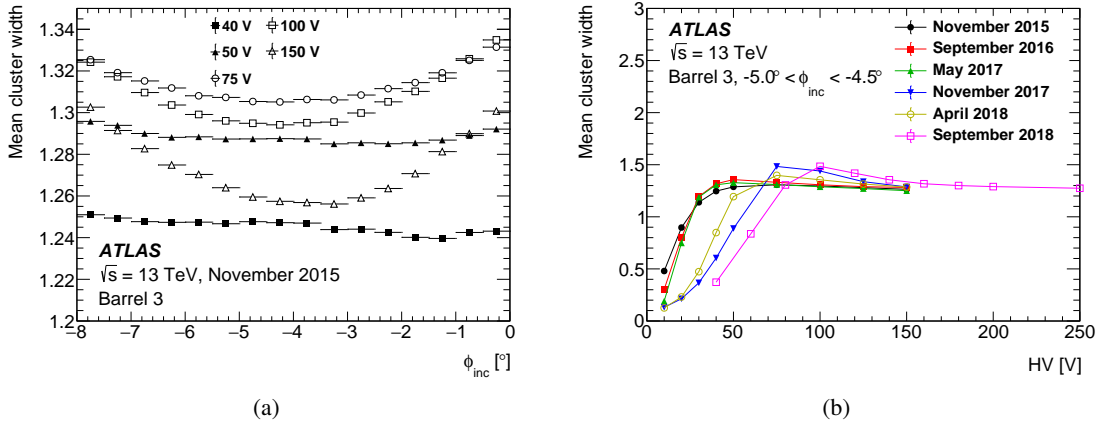 Mean cluster width
1.34
1.32
1.3
1.28
1.26
1.24
1.22
1.2
40 V 100 V
50 V 150 V
75 V
ATLAS
√s = 13 TeV, November 2015
Barrel 3
−8 −7 −6 −5 −4 −3 −2 −1 0
ϕinc [°]
(a)
Mean cluster width
3
2.5
2
1.5
1
0.5
0
ATLAS
√s = 13 TeV
Barrel 3, -5.0° < ϕinc < -4.5°
November 2015
September 2016
May 2017
November 2017
April 2018
September 2018
0 50 100 150 200 250
HV [V]
(b)